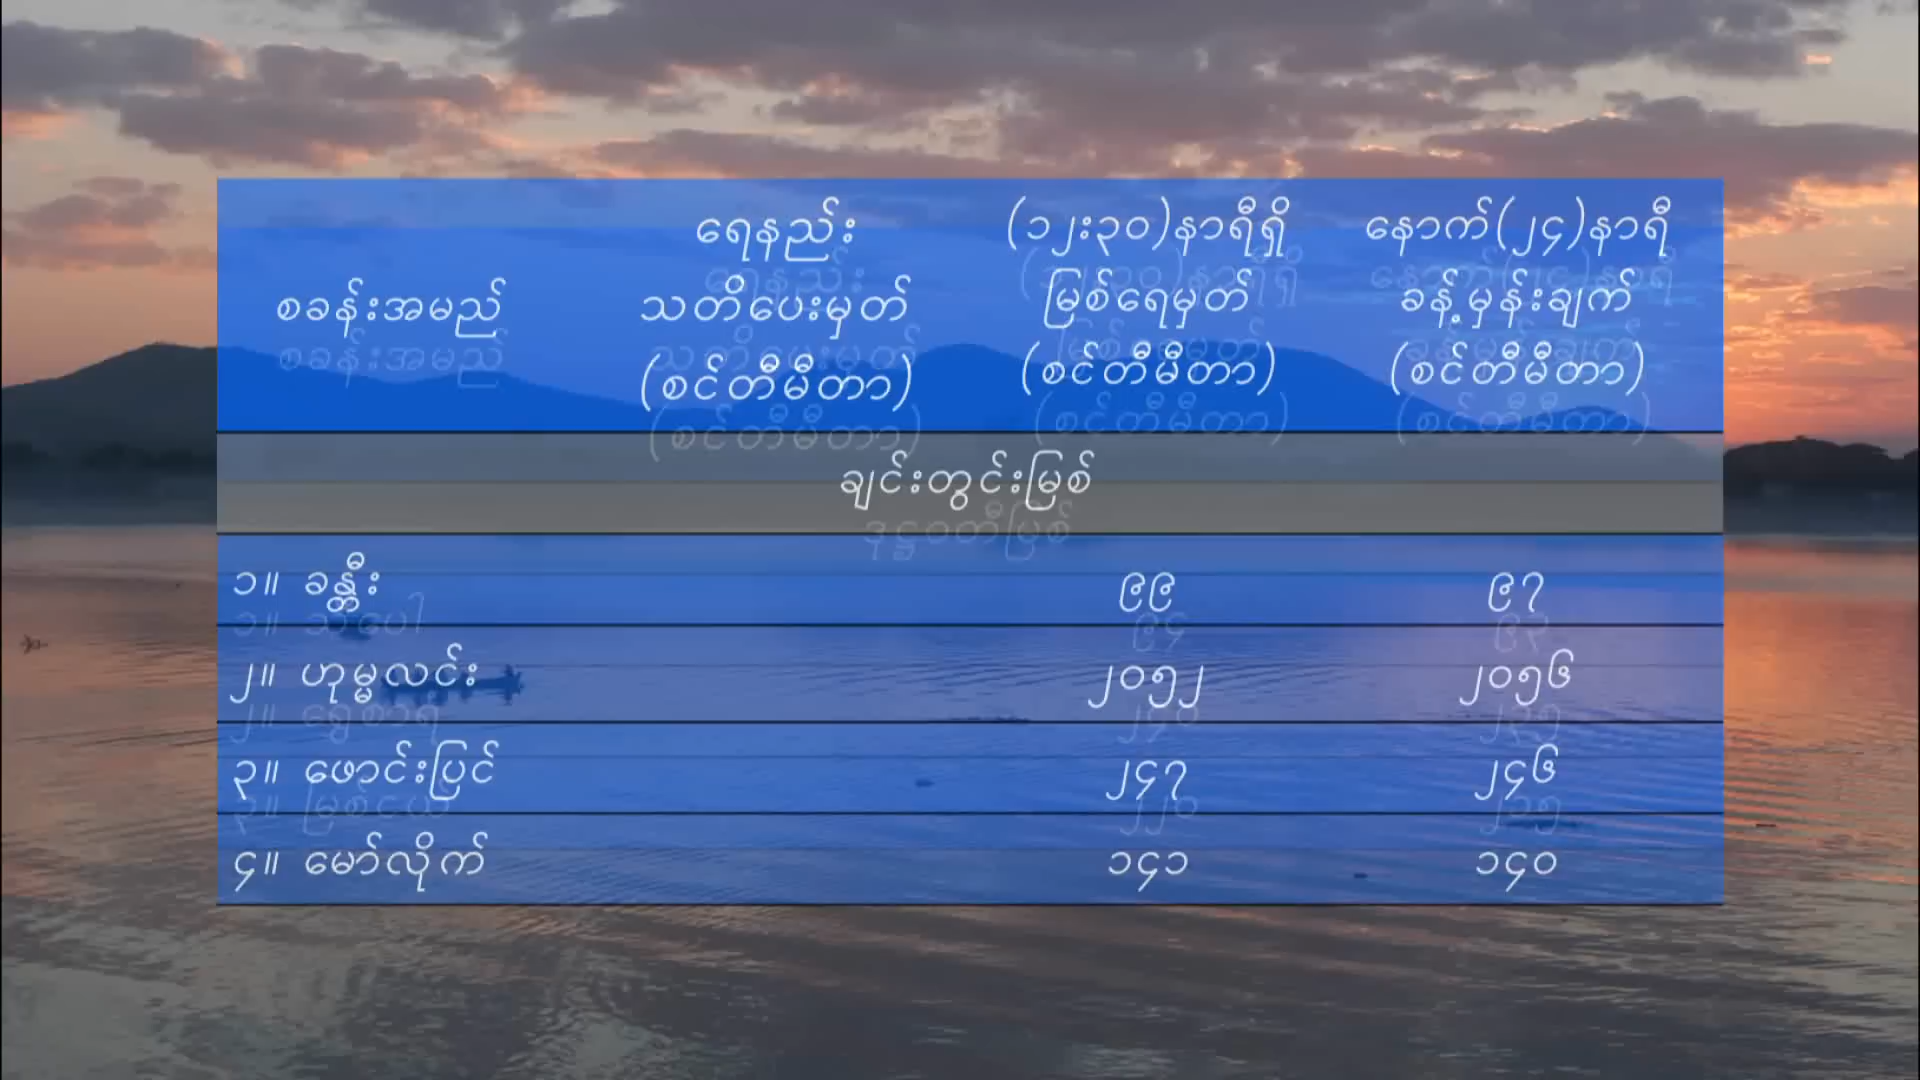 စခန်းအမည်
ရေနည်း
သတိပေးမှတ်
(စင်တီမီတာ)
(၁၂း၃၀)နာရီရှိ
မြစ်ရေမှတ်
(စင်တီမီတာ)
နောက်(၂၄)နာရီ
ခန့်မှန်းချက်
(စင်တီမီတာ)
ချင်းတွင်းမြစ်
၁။ ခန္တီး ၉၉ ၉၇
၂။ ဟုမ္မလင်း ၂၀၅၂ ၂၀၅၆
၃။ ဖောင်းပြင် ၂၄၇ ၂၄၆
၄။ မော်လိုက် ၁၄၁ ၁၄၀